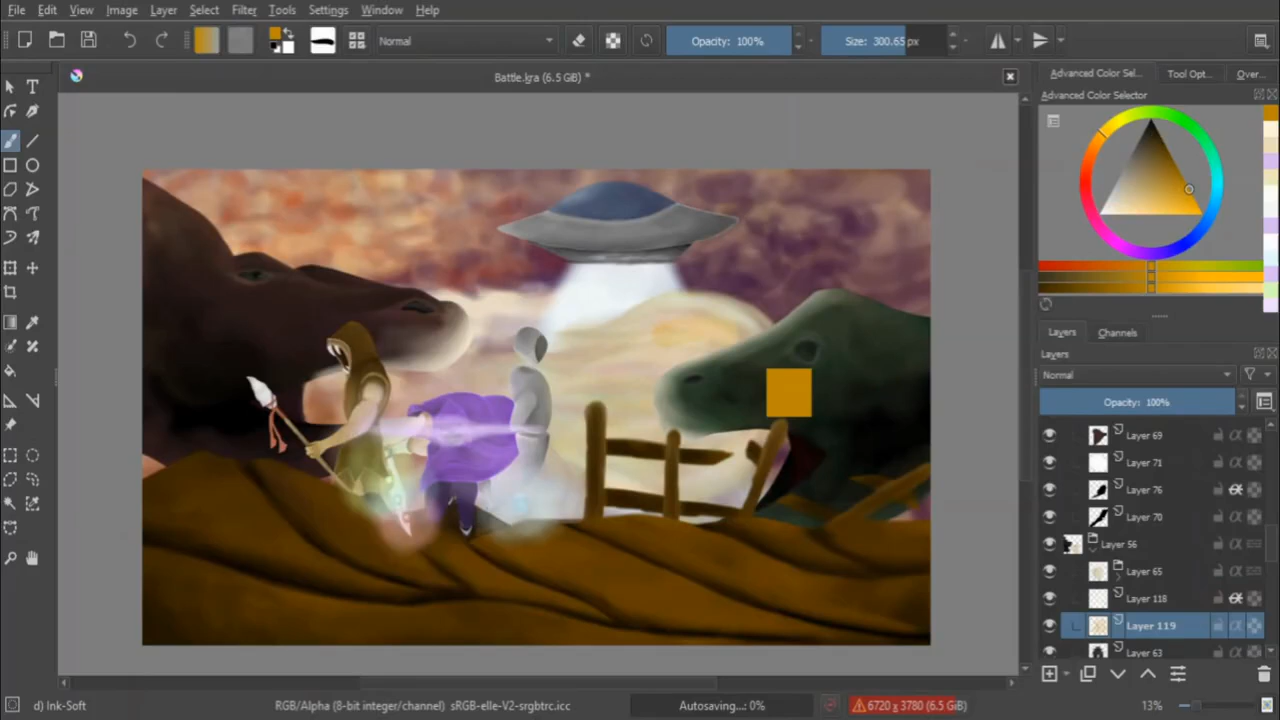 File Edit View Image Layer Select Filter Tools Settings Window Help
Normal Opacity: 100% Size: 300.65 px
Battle.kra (6.5 GiB) *
Advanced Color Sel... Tool Opt... Over...
Advanced Color Selector
Layers Channels
Layers
Normal
Opacity: 100%
Layer 69
Layer 71
Layer 76
Layer 70
Layer 56
Layer 65
Layer 118
Layer 119
Layer 63
d) Ink-Soft RGB/Alpha (8-bit integer/channel) sRGB-elle-V2-srgbtrc.icc Autosaving...: 0% 6720 x 3780 (6.5 GiB) 13%